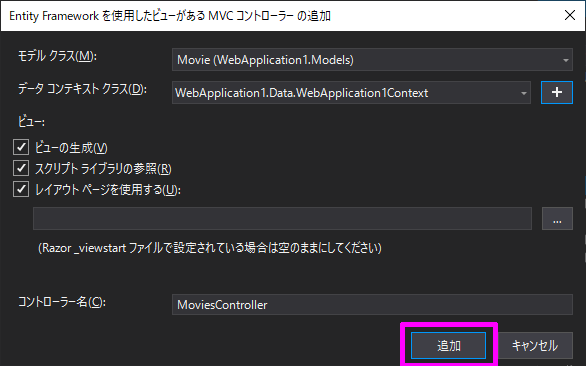 Entity Framework を使用したビューがある MVC コントローラー の追加
モデル クラス(M):
Movie (WebApplication1.Models)
データ コンテキスト クラス(D):
WebApplication1.Data.WebApplication1Context
+
ビュー:
ビューの生成(V)
スクリプト ライブラリの参照(R)
レイアウト ページを使用する(U):
...
(Razor _viewstart ファイルで設定されている場合は空のままにしてください)
コントローラー名(C):
MoviesController
追加
キャンセル